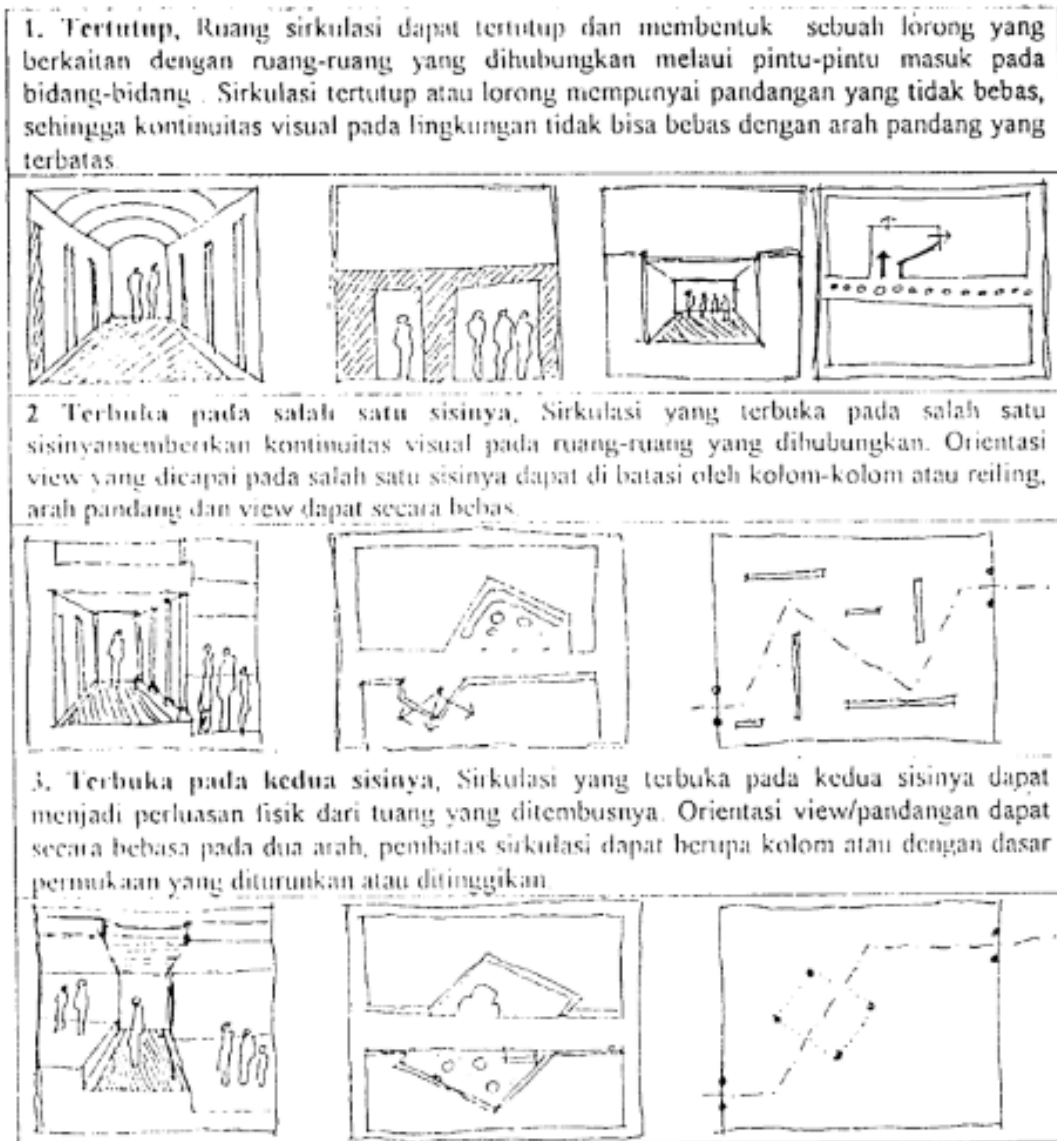 1. Tertutup, Ruang sirkulasi dapat tertutup dan membentuk sebuah lorong yang
berkaitan dengan ruang-ruang yang dihubungkan melaui pintu-pintu masuk pada
bidang-bidang . Sirkulasi tertutup atau lorong mempunyai pandangan yang tidak bebas,
sehingga kontinuitas visual pada lingkungan tidak bisa bebas dengan arah pandang yang
terbatas.
2 Terbuka pada salah satu sisinya, Sirkulasi yang terbuka pada salah satu
sisinyamemberikan kontinuitas visual pada ruang-ruang yang dihubungkan. Orientasi
view yang dicapai pada salah satu sisinya dapat di batasi oleh kolom-kolom atau reiling,
arah pandang dan view dapat secara bebas.
3. Terbuka pada kedua sisinya, Sirkulasi yang terbuka pada kedua sisinya dapat
menjadi perluasan fisik dari tuang yang ditembusnya. Orientasi view/pandangan dapat
secara bebasa pada dua arah, pembatas sirkulasi dapat berupa kolom atau dengan dasar
permukaan yang diturunkan atau ditinggikan.